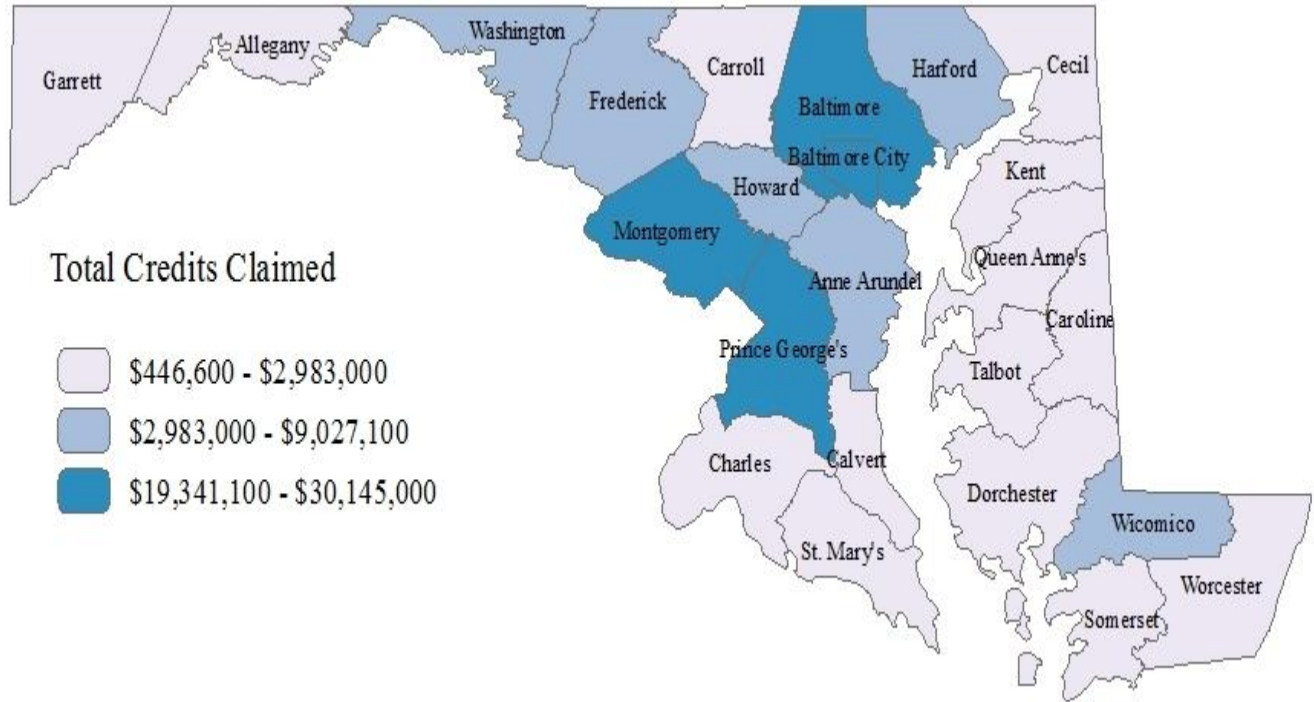 Washington
Allegany
Garrett
Carroll
Harford
Cecil
Frederick
Baltimore
Baltimore City
Kent
Howard
Montgomery
Queen Anne's
Anne Arundel
Caroline
Prince George's
Talbot
Charles
Calvert
Dorchester
Wicomico
St. Mary's
Worcester
Somerset
Total Credits Claimed
$446,600 - $2,983,000
$2,983,000 - $9,027,100
$19,341,100 - $30,145,000